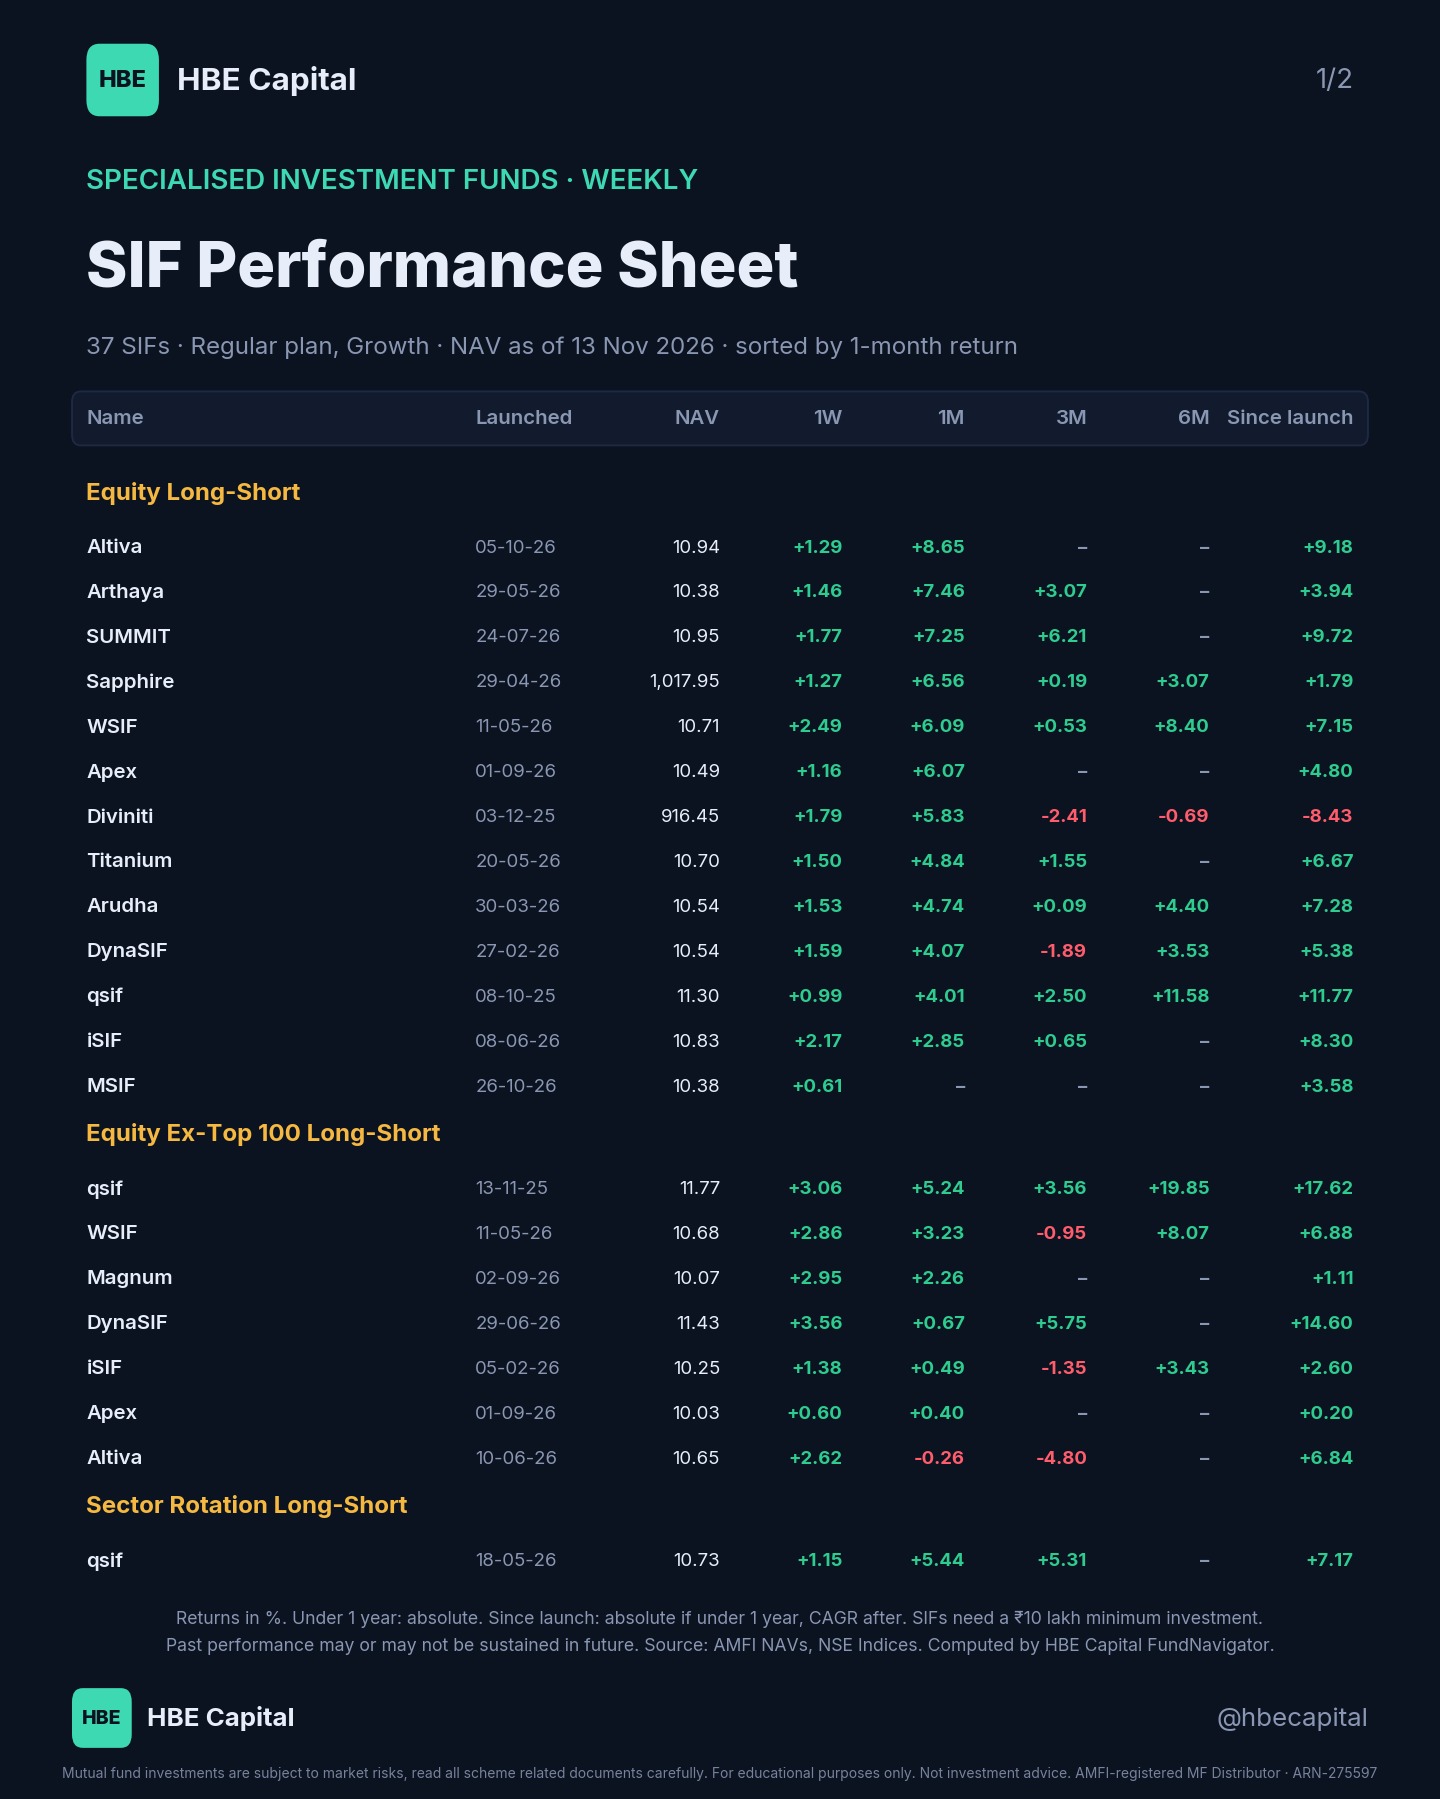 HBE HBE Capital 1/2
SPECIALISED INVESTMENT FUNDS · WEEKLY
SIF Performance Sheet
37 SIFs · Regular plan, Growth · NAV as of 13 Nov 2026 · sorted by 1-month return
Name Launched NAV 1W 1M 3M 6M Since launch
Equity Long-Short
Altiva 05-10-26 10.94 +1.29 +8.65 – – +9.18
Arthaya 29-05-26 10.38 +1.46 +7.46 +3.07 – +3.94
SUMMIT 24-07-26 10.95 +1.77 +7.25 +6.21 – +9.72
Sapphire 29-04-26 1,017.95 +1.27 +6.56 +0.19 +3.07 +1.79
WSIF 11-05-26 10.71 +2.49 +6.09 +0.53 +8.40 +7.15
Apex 01-09-26 10.49 +1.16 +6.07 – – +4.80
Diviniti 03-12-25 916.45 +1.79 +5.83 -2.41 -0.69 -8.43
Titanium 20-05-26 10.70 +1.50 +4.84 +1.55 – +6.67
Arudha 30-03-26 10.54 +1.53 +4.74 +0.09 +4.40 +7.28
DynaSIF 27-02-26 10.54 +1.59 +4.07 -1.89 +3.53 +5.38
qsif 08-10-25 11.30 +0.99 +4.01 +2.50 +11.58 +11.77
iSIF 08-06-26 10.83 +2.17 +2.85 +0.65 – +8.30
MSIF 26-10-26 10.38 +0.61 – – – +3.58
Equity Ex-Top 100 Long-Short
qsif 13-11-25 11.77 +3.06 +5.24 +3.56 +19.85 +17.62
WSIF 11-05-26 10.68 +2.86 +3.23 -0.95 +8.07 +6.88
Magnum 02-09-26 10.07 +2.95 +2.26 – – +1.11
DynaSIF 29-06-26 11.43 +3.56 +0.67 +5.75 – +14.60
iSIF 05-02-26 10.25 +1.38 +0.49 -1.35 +3.43 +2.60
Apex 01-09-26 10.03 +0.60 +0.40 – – +0.20
Altiva 10-06-26 10.65 +2.62 -0.26 -4.80 – +6.84
Sector Rotation Long-Short
qsif 18-05-26 10.73 +1.15 +5.44 +5.31 – +7.17
Returns in %. Under 1 year: absolute. Since launch: absolute if under 1 year, CAGR after. SIFs need a ₹10 lakh minimum investment.
Past performance may or may not be sustained in future. Source: AMFI NAVs, NSE Indices. Computed by HBE Capital FundNavigator.
HBE HBE Capital @hbecapital
Mutual fund investments are subject to market risks, read all scheme related documents carefully. For educational purposes only. Not investment advice. AMFI-registered MF Distributor · ARN-275597